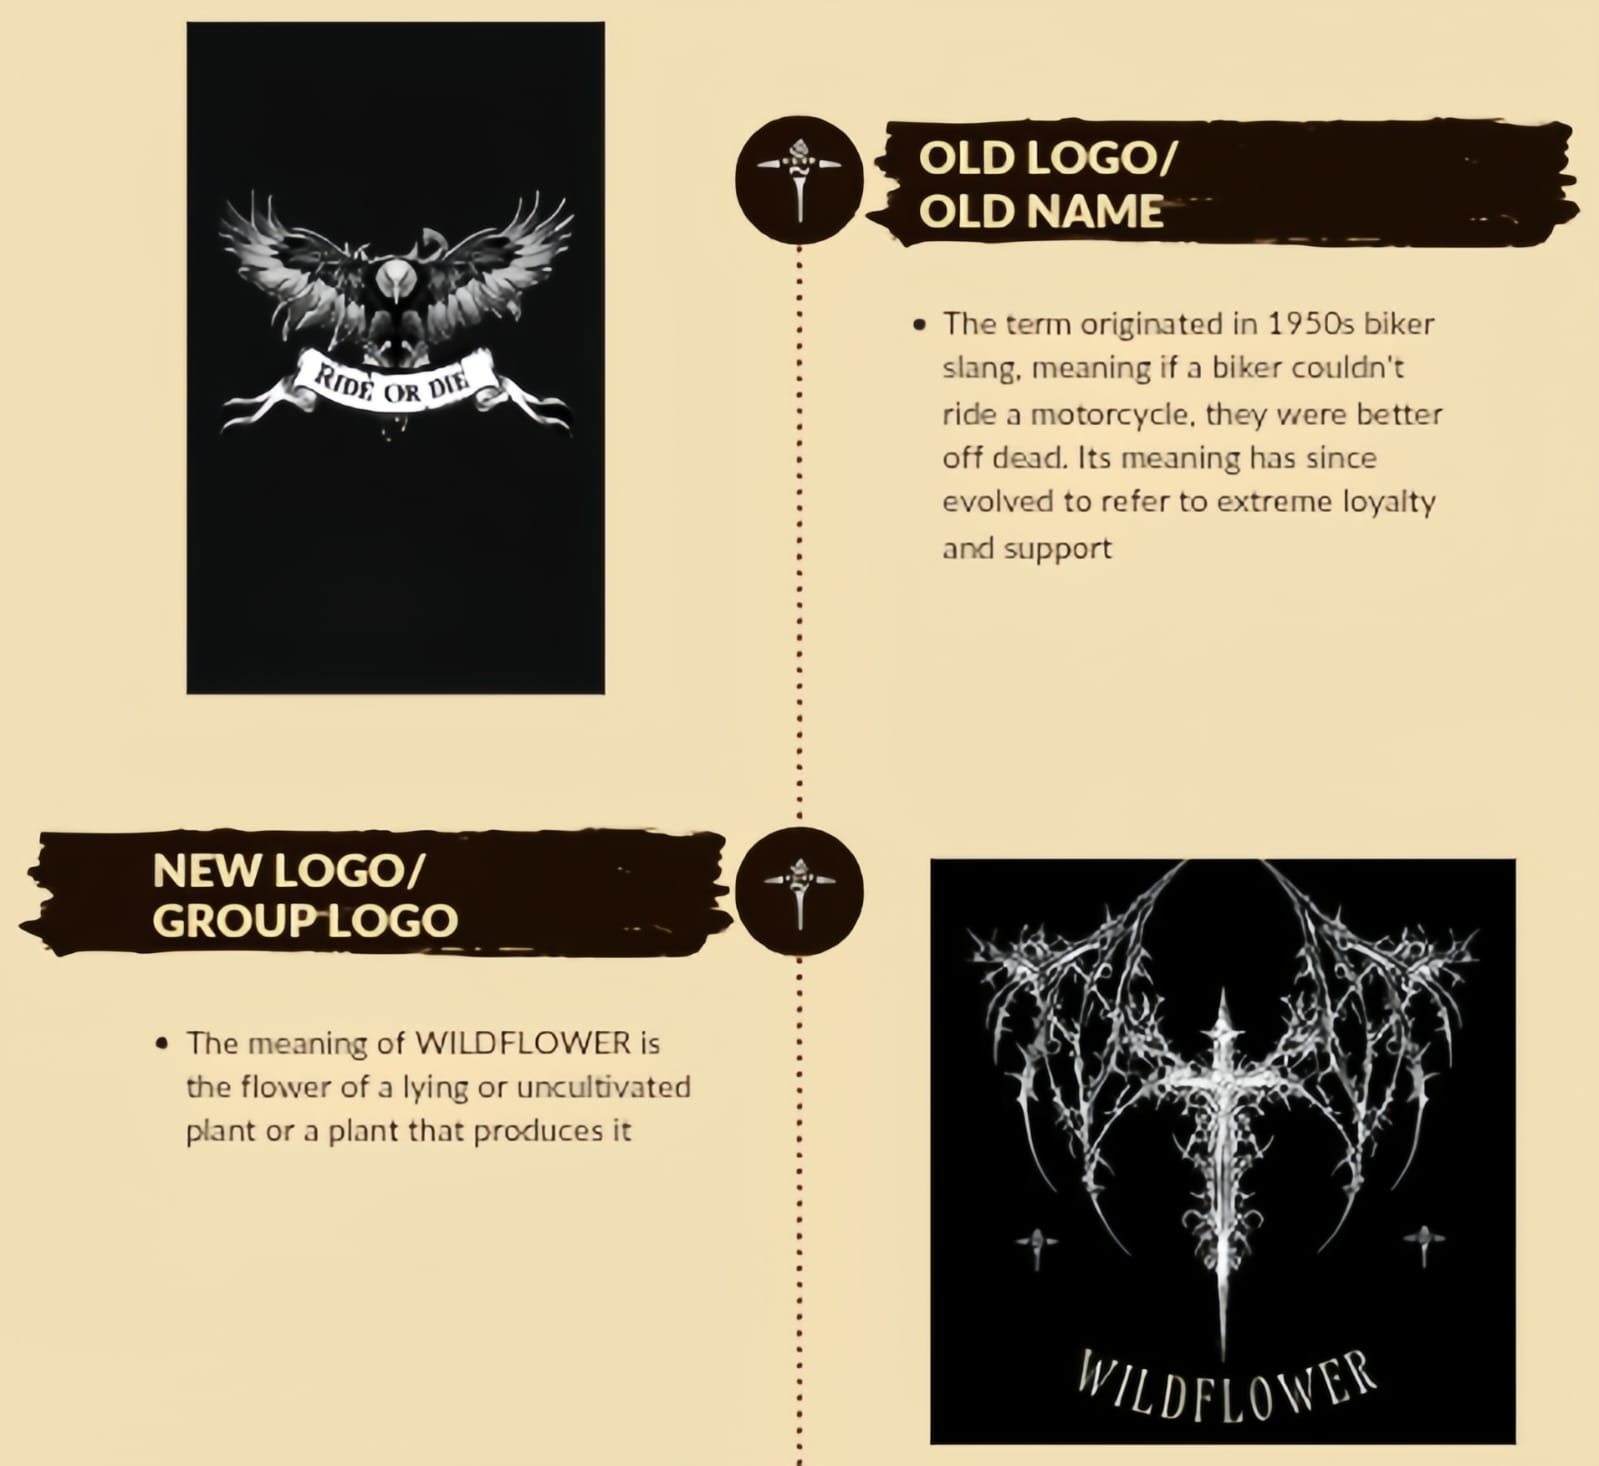 RIDE OR DIE
OLD LOGO/
OLD NAME
• The term originated in 1950s biker
slang, meaning if a biker couldn't
ride a motorcycle, they were better
off dead. Its meaning has since
evolved to refer to extreme loyalty
and support
NEW LOGO/
GROUP LOGO
• The meaning of WILDFLOWER is
the flower of a lying or uncultivated
plant or a plant that produces it
WILDFLOWER